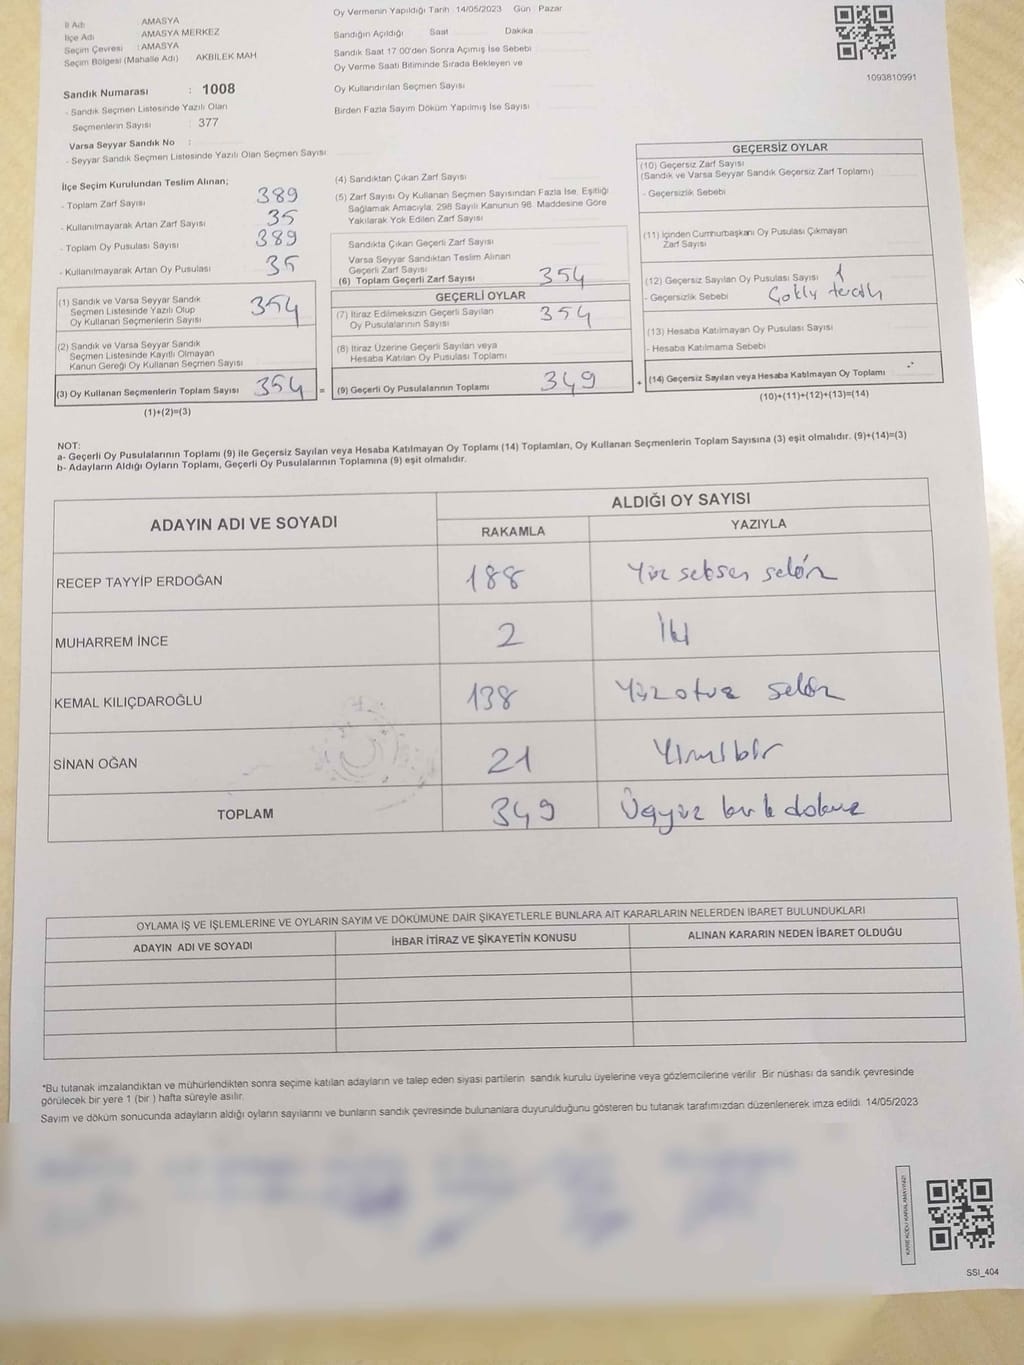 İl Adı AMASYA
İlçe Adı AMASYA MERKEZ
Seçim Çevresi : AMASYA
Seçim Bölgesi (Mahalle Adı) AKBİLEK MAH
Sandık Numarası : 1008
- Sandık Seçmen Listesinde Yazılı Olan
Seçmenlerin Sayısı : 377
Varsa Seyyar Sandık No :
- Seyyar Sandık Seçmen Listesinde Yazılı Olan Seçmen Sayısı
Oy Vermenin Yapıldığı Tarih :14/05/2023 Gün : Pazar
Sandığın Açıldığı Saat Dakika
Sandık Saat 17:00'den Sonra Açımış İse Sebebi
Oy Verme Saati Bitiminde Sırada Bekleyen ve
Oy Kullandırılan Seçmen Sayısı
Birden Fazla Sayım Döküm Yapılmış İse Sayısı
1093810991
İlçe Seçim Kurulundan Teslim Alınan;
- Toplam Zarf Sayısı 389
- Kullanılmayarak Artan Zarf Sayısı 35
- Toplam Oy Pusulası Sayısı 389
- Kullanılmayarak Artan Oy Pusulası 35
(1) Sandık ve Varsa Seyyar Sandık
Seçmen Listesinde Yazılı Olup
Oy Kullanan Seçmenlerin Sayısı 354
(2) Sandık ve Varsa Seyyar Sandık
Seçmen Listesinde Kayıtlı Olmayan
Kanun Gereği Oy Kullanan Seçmen Sayısı
(3) Oy Kullanan Seçmenlerin Toplam Sayısı 354 =
(1)+(2)=(3)
(4) Sandıktan Çıkan Zarf Sayısı
(5) Zarf Sayısı Oy Kullanan Seçmen Sayısından Fazla İse, Eşitliği
Sağlamak Amacıyla, 298 Sayılı Kanunun 98. Maddesine Göre
Yakılarak Yok Edilen Zarf Sayısı
Sandıkta Çıkan Geçerli Zarf Sayısı
Varsa Seyyar Sandıktan Teslim Alınan
Geçerli Zarf Sayısı
(6) Toplam Geçerli Zarf Sayısı 354
GEÇERLİ OYLAR
(7) İtiraz Edilmeksizin Geçerli Sayılan
Oy Pusulalarının Sayısı 354
(8) İtiraz Üzerine Geçerli Sayılan veya
Hesaba Katılan Oy Pusulası Toplamı
(9) Geçerli Oy Pusulalarının Toplamı 349 +
GEÇERSİZ OYLAR
(10) Geçersiz Zarf Sayısı
(Sandık ve Varsa Seyyar Sandık Geçersiz Zarf Toplamı)
- Geçersizlik Sebebi
(11) İçinden Cumhurbaşkanı Oy Pusulası Çıkmayan
Zarf Sayısı
(12) Geçersiz Sayılan Oy Pusulası Sayısı 1
- Geçersizlik Sebebi Çoklu tercih
(13) Hesaba Katılmayan Oy Pusulası Sayısı
- Hesaba Katılmama Sebebi
(14) Geçersiz Sayılan veya Hesaba Katılmayan Oy Toplamı
(10)+(11)+(12)+(13)=(14)
NOT:
a- Geçerli Oy Pusulalarının Toplamı (9) ile Geçersiz Sayılan veya Hesaba Katılmayan Oy Toplamı (14) Toplamları, Oy Kullanan Seçmenlerin Toplam Sayısına (3) eşit olmalıdır. (9)+(14)=(3)
b- Adayların Aldığı Oyların Toplamı, Geçerli Oy Pusulalarının Toplamına (9) eşit olmalıdır.
ADAYIN ADI VE SOYADI ALDIĞI OY SAYISI
RAKAMLA YAZIYLA
RECEP TAYYİP ERDOĞAN 188 Yüz seksen sekiz
MUHARREM İNCE 2 İki
KEMAL KILIÇDAROĞLU 138 Yüz otuz sekiz
SİNAN OĞAN 21 Yirmi bir
TOPLAM 349 Üçyüz kırk dokuz
OYLAMA İŞ VE İŞLEMLERİNE VE OYLARIN SAYIM VE DÖKÜMÜNE DAİR ŞİKAYETLERLE BUNLARA AİT KARARLARIN NELERDEN İBARET BULUNDUKLARI
ADAYIN ADI VE SOYADI İHBAR İTİRAZ VE ŞİKAYETİN KONUSU ALINAN KARARIN NEDEN İBARET OLDUĞU
*Bu tutanak imzalandıktan ve mühürlendikten sonra seçime katılan adayların ve talep eden siyasi partilerin sandık kurulu üyelerine veya gözlemcilerine verilir. Bir nüshası da sandık çevresinde
görülecek bir yere 1 (bir ) hafta süreyle asılır.
Sayım ve döküm sonucunda adayların aldığı oyların sayılarını ve bunların sandık çevresinde bulunanlara duyurulduğunu gösteren bu tutanak tarafımızdan düzenlenerek imza edildi. 14/05/2023
KAREKODU KARALAMAYINIZ!
SSI_404